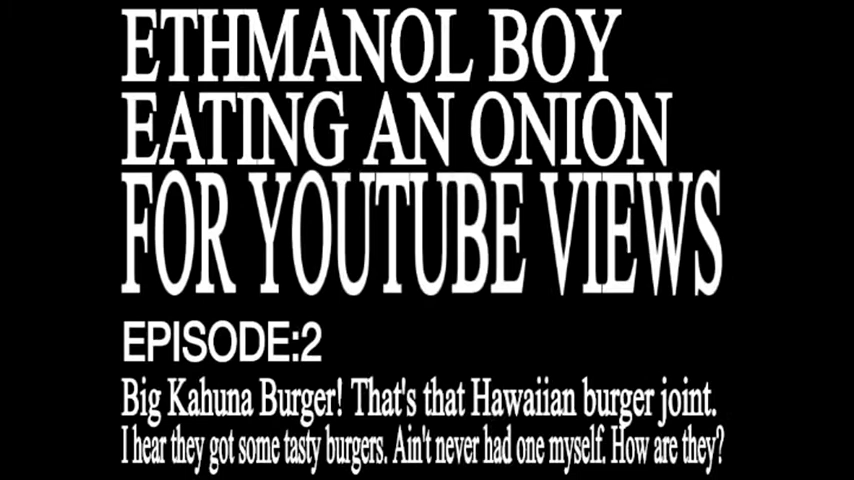 ETHMANOL BOY
EATING AN ONION
FOR YOUTUBE VIEWS
EPISODE:2
Big Kahuna Burger! That's that Hawaiian burger joint.
I hear they got some tasty burgers. Ain't never had one myself. How are they?